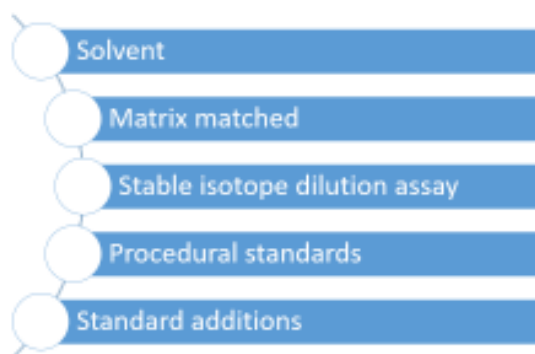 Solvent
Matrix matched
Stable isotope dilution assay
Procedural standards
Standard additions